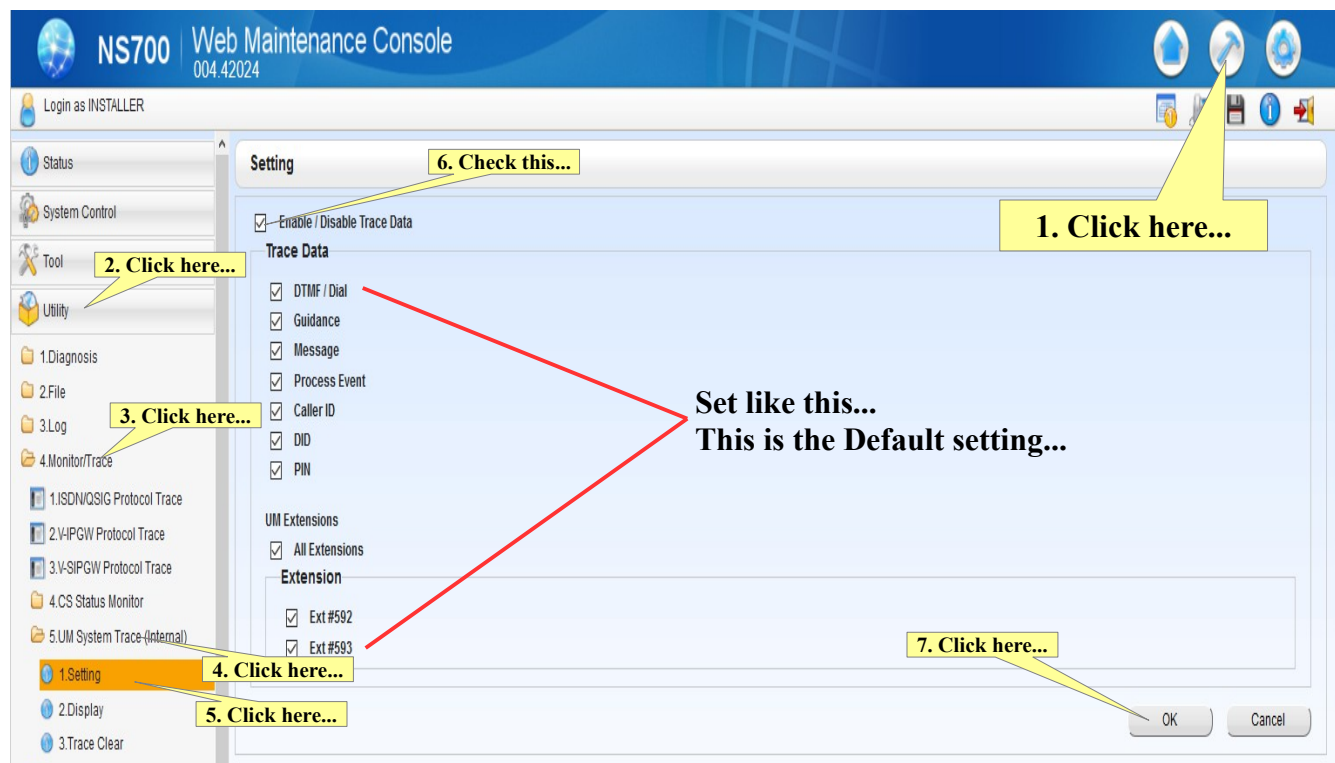 NS700
Web Maintenance Console
004.42024
Login as INSTALLER
Status
System Control
Tool
2. Click here...
Utility
1.Diagnosis
2.File
3.Log
3. Click here...
4.Monitor/Trace
1.ISDN/QSIG Protocol Trace
2.V-IPGW Protocol Trace
3.V-SIPGW Protocol Trace
4.CS Status Monitor
5.UM System Trace (Internal)
4. Click here...
1.Setting
5. Click here...
2.Display
3.Trace Clear
Setting
6. Check this...
1. Click here...
Enable / Disable Trace Data
Trace Data
DTMF / Dial
Guidance
Message
Process Event
Caller ID
DID
PIN
Set like this...
This is the Default setting...
UM Extensions
All Extensions
Extension
Ext #592
Ext #593
7. Click here...
OK
Cancel